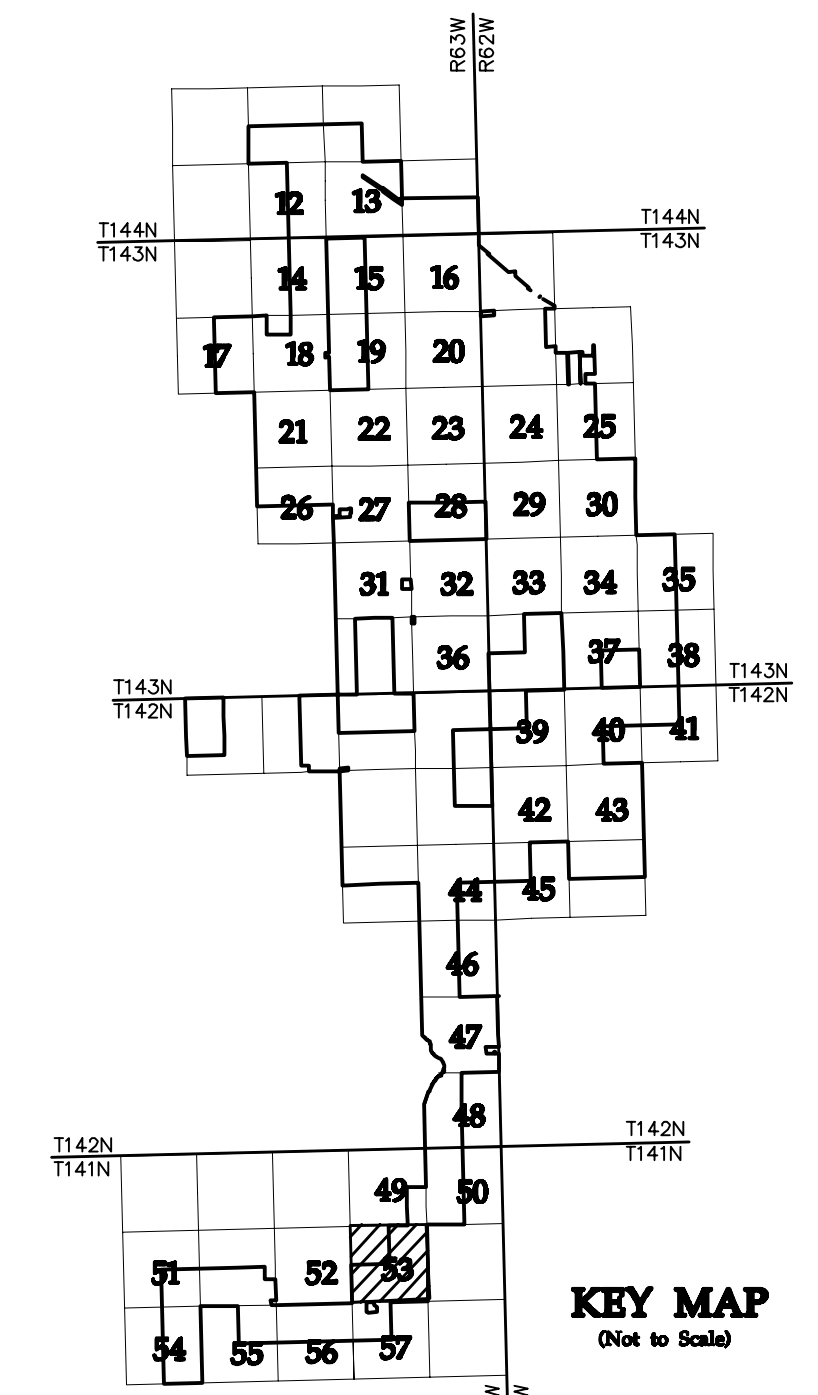 R63W
R62W
12 13
T144N T144N
T143N T143N
14 15 16
17 18 19 20
21 22 23 24 25
26 27 28 29 30
31 32 33 34 35
36 37 38
T143N T143N
T142N T142N
39 40 41
42 43
44 45
46
47
48
T142N T142N
T141N T141N
49 50
51 52 53
KEY MAP
(Not to Scale)
54 55 56 57
W W